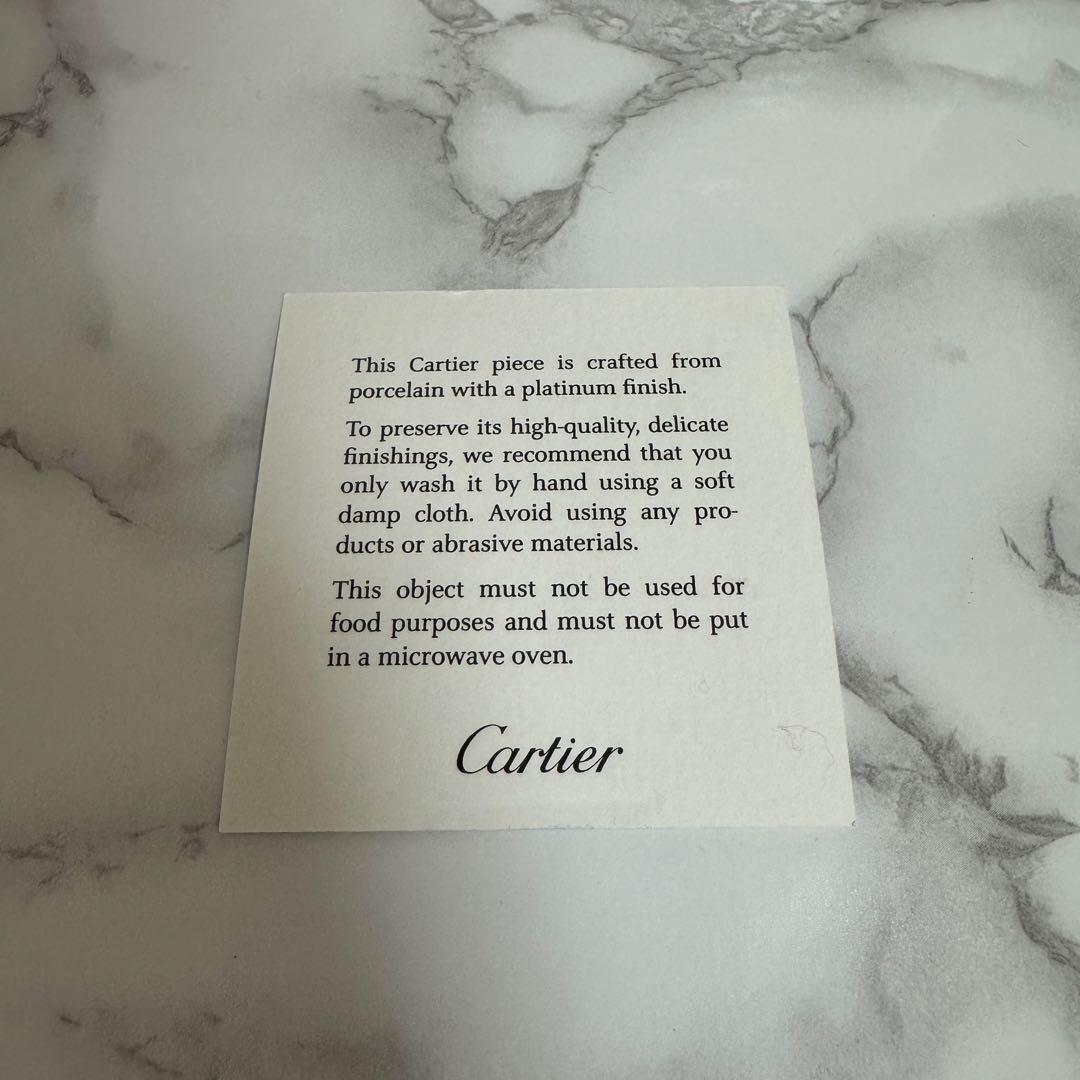 This Cartier piece is crafted from
porcelain with a platinum finish.
To preserve its high-quality, delicate
finishings, we recommend that you
only wash it by hand using a soft
damp cloth. Avoid using any pro-
ducts or abrasive materials.
This object must not be used for
food purposes and must not be put
in a microwave oven.
Cartier